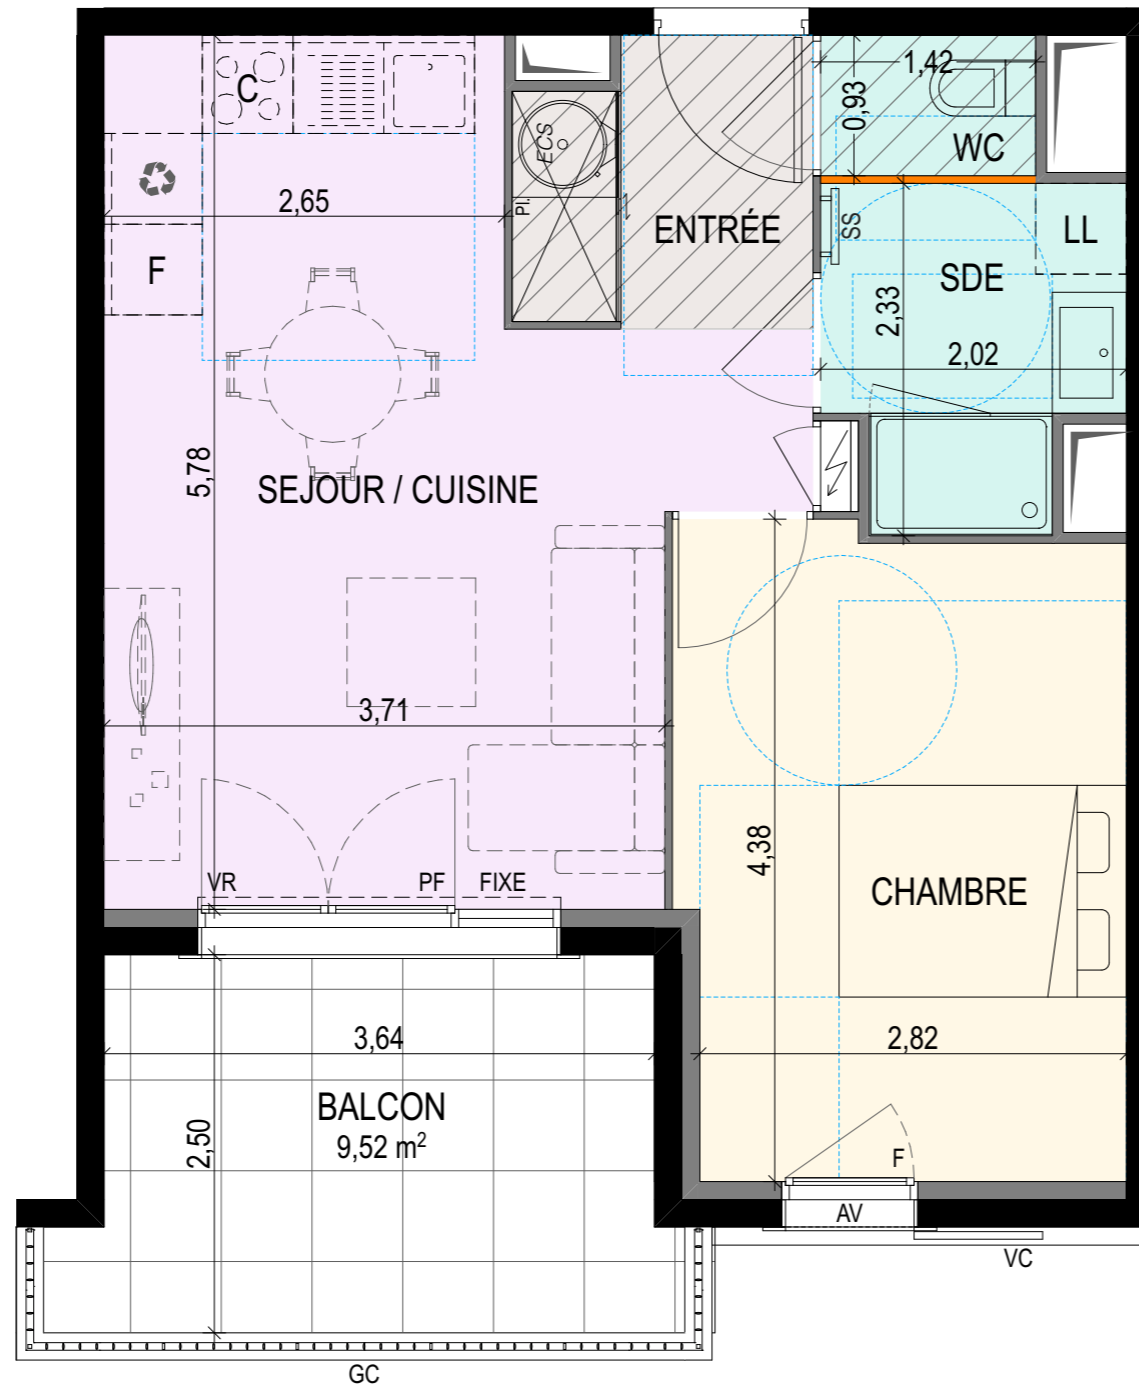 C
1,42
0,93
ECS
WC
2,65
Pl.
ENTRÉE
SS
LL
F
SDE
2,33
2,02
5,78
SEJOUR / CUISINE
3,71
4,38
VR
PF
FIXE
CHAMBRE
3,64
2,82
BALCON
9,52 m²
2,50
F
AV
VC
GC